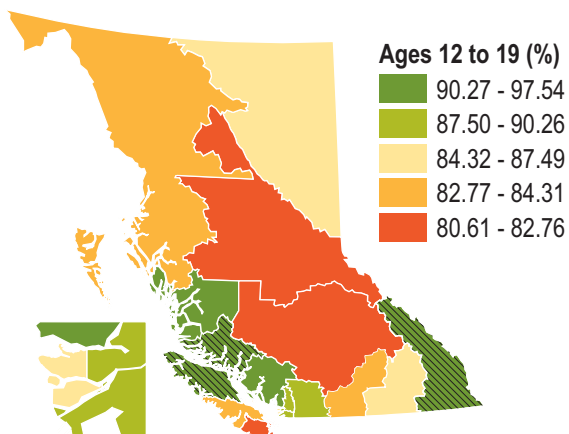 Ages 12 to 19 (%)
90.27 - 97.54
87.50 - 90.26
84.32 - 87.49
82.77 - 84.31
80.61 - 82.76